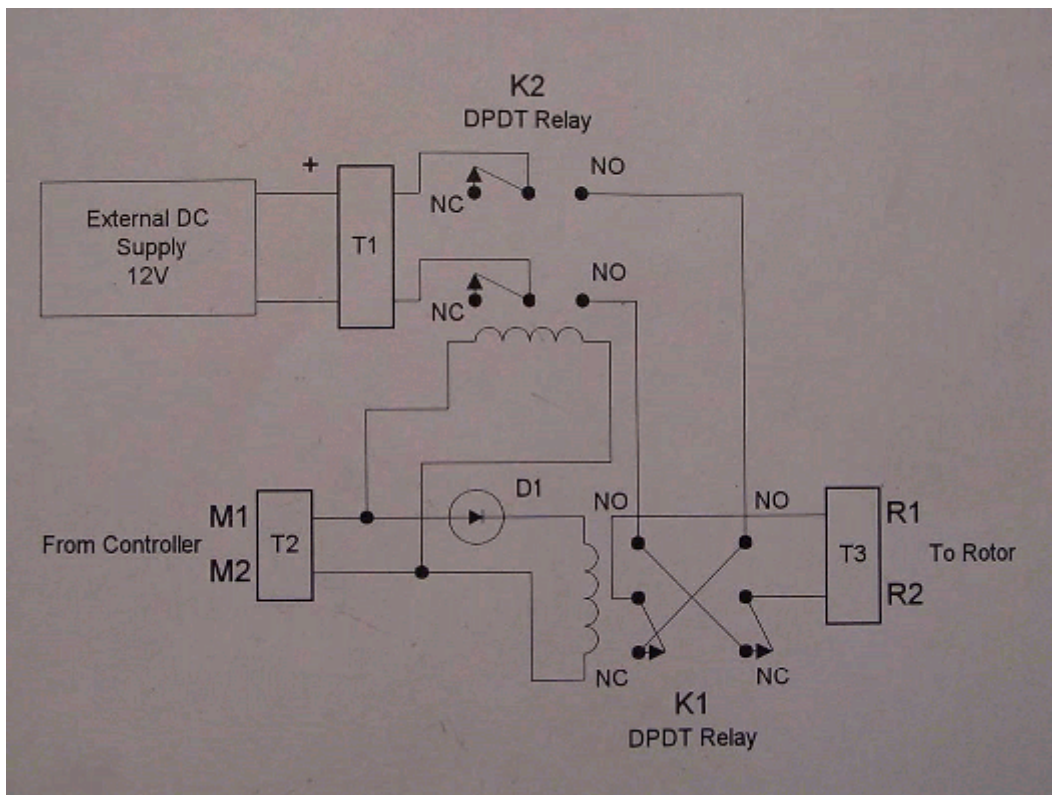 K2
DPDT Relay
+
NO
NC
External DC
Supply
12V
T1
NO
NC
D1
NO
NO
M1
R1
From Controller
T2
T3
To Rotor
M2
R2
NC
NC
K1
DPDT Relay